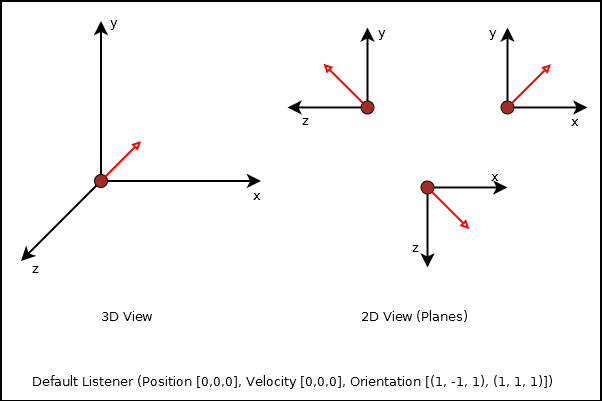 y
x
z
3D View
y
z
y
x
x
z
2D View (Planes)
Default Listener (Position [0,0,0], Velocity [0,0,0], Orientation [(1, -1, 1), (1, 1, 1)])